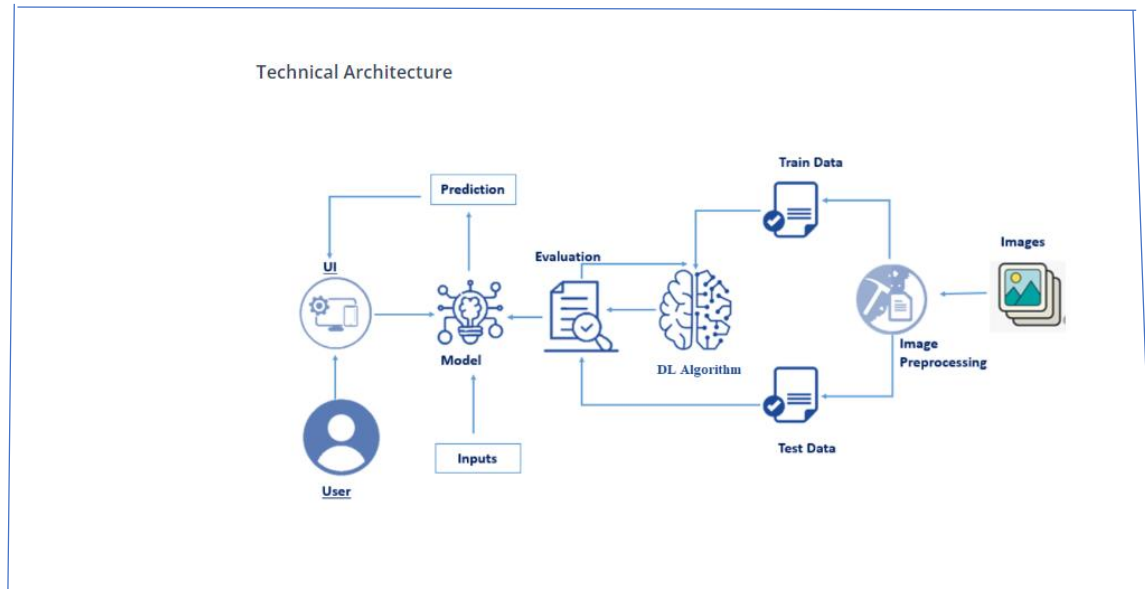 Technical Architecture
Train Data
Prediction
Images
Evaluation
UI
Model
Image
Preprocessing
DL Algorithm
Inputs
Test Data
User